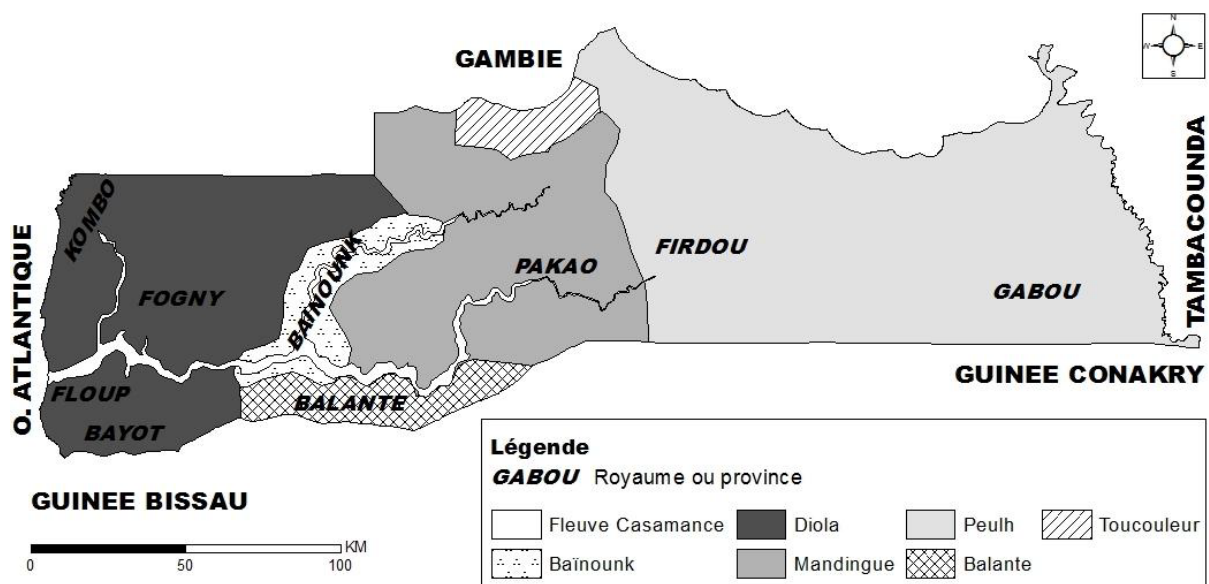 N
W E
S
GAMBIE
O. ATLANTIQUE
TAMBACOUNDA
KOMBO
FOGNY
BAÏNOUNK
PAKAO
FIRDOU
GABOU
FLOUP
BAYOT
BALANTE
GUINEE CONAKRY
GUINEE BISSAU
Légende
GABOU Royaume ou province
Fleuve Casamance Diola Peulh Toucouleur
Baïnounk Mandingue Balante
KM
0 50 100